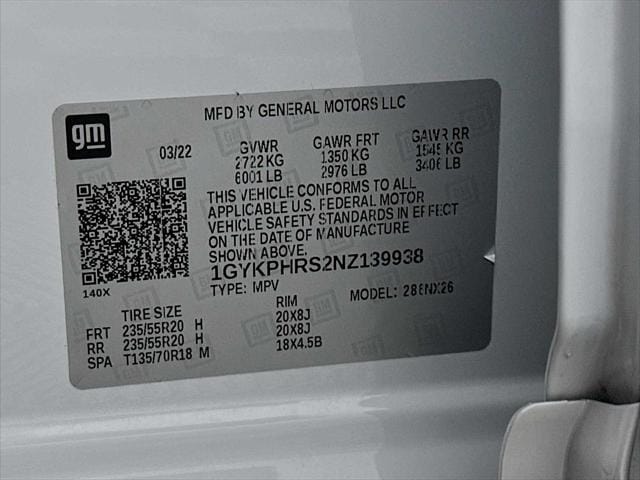 MFD BY GENERAL MOTORS LLC
gm
03/22 GVWR GAWR FRT GAWR RR
2722 KG 1350 KG 1545 KG
6001 LB 2976 LB 3406 LB
THIS VEHICLE CONFORMS TO ALL
APPLICABLE U.S. FEDERAL MOTOR
VEHICLE SAFETY STANDARDS IN EFFECT
ON THE DATE OF MANUFACTURE
SHOWN ABOVE.
140X
1GYKPHRS2NZ139938
TYPE: MPV MODEL:
TIRE SIZE RIM
FRT 235/55R20 H 20X8J
RR 235/55R20 H 20X8J
SPA T135/70R18 M 18X4.5B